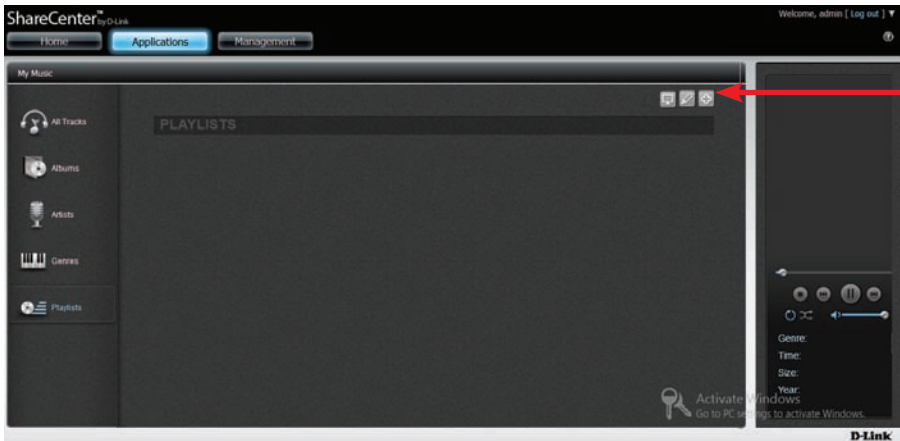 ShareCenter™ by D-Link
Welcome, admin [ Log out ] ▼
Home
Applications
Management
My Music
All Tracks
PLAYLISTS
Albums
Artists
Genres
Playlists
Genre:
Time:
Size:
Year:
Activate Windows
Go to PC settings to activate Windows.
D-Link